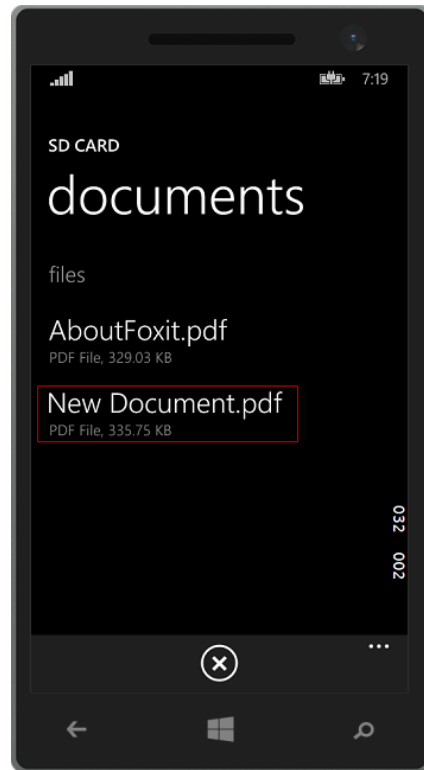 7:19
SD CARD
documents
files
AboutFoxit.pdf
PDF File, 329.03 KB
New Document.pdf
PDF File, 335.75 KB
032
002
...